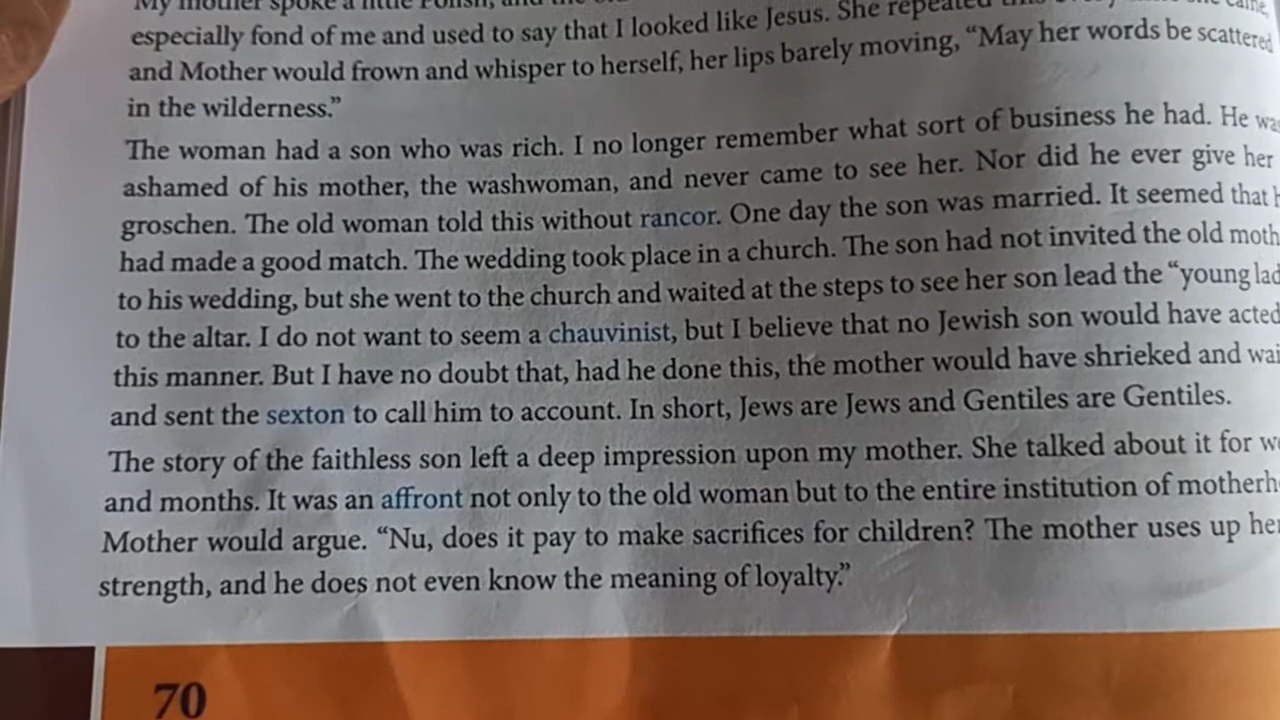 My mother spoke a little Polish, and the
especially fond of me and used to say that I looked like Jesus. She repeated
and Mother would frown and whisper to herself, her lips barely moving, “May her words be scattered
in the wilderness.”
The woman had a son who was rich. I no longer remember what sort of business he had. He was
ashamed of his mother, the washwoman, and never came to see her. Nor did he ever give her
groschen. The old woman told this without rancor. One day the son was married. It seemed that
had made a good match. The wedding took place in a church. The son had not invited the old
to his wedding, but she went to the church and waited at the steps to see her son lead the “young
to the altar. I do not want to seem a chauvinist, but I believe that no Jewish son would have acted
this manner. But I have no doubt that, had he done this, the mother would have shrieked and
and sent the sexton to call him to account. In short, Jews are Jews and Gentiles are Gentiles.
The story of the faithless son left a deep impression upon my mother. She talked about it for
and months. It was an affront not only to the old woman but to the entire institution of
Mother would argue. “Nu, does it pay to make sacrifices for children? The mother uses up
strength, and he does not even know the meaning of loyalty.”
70